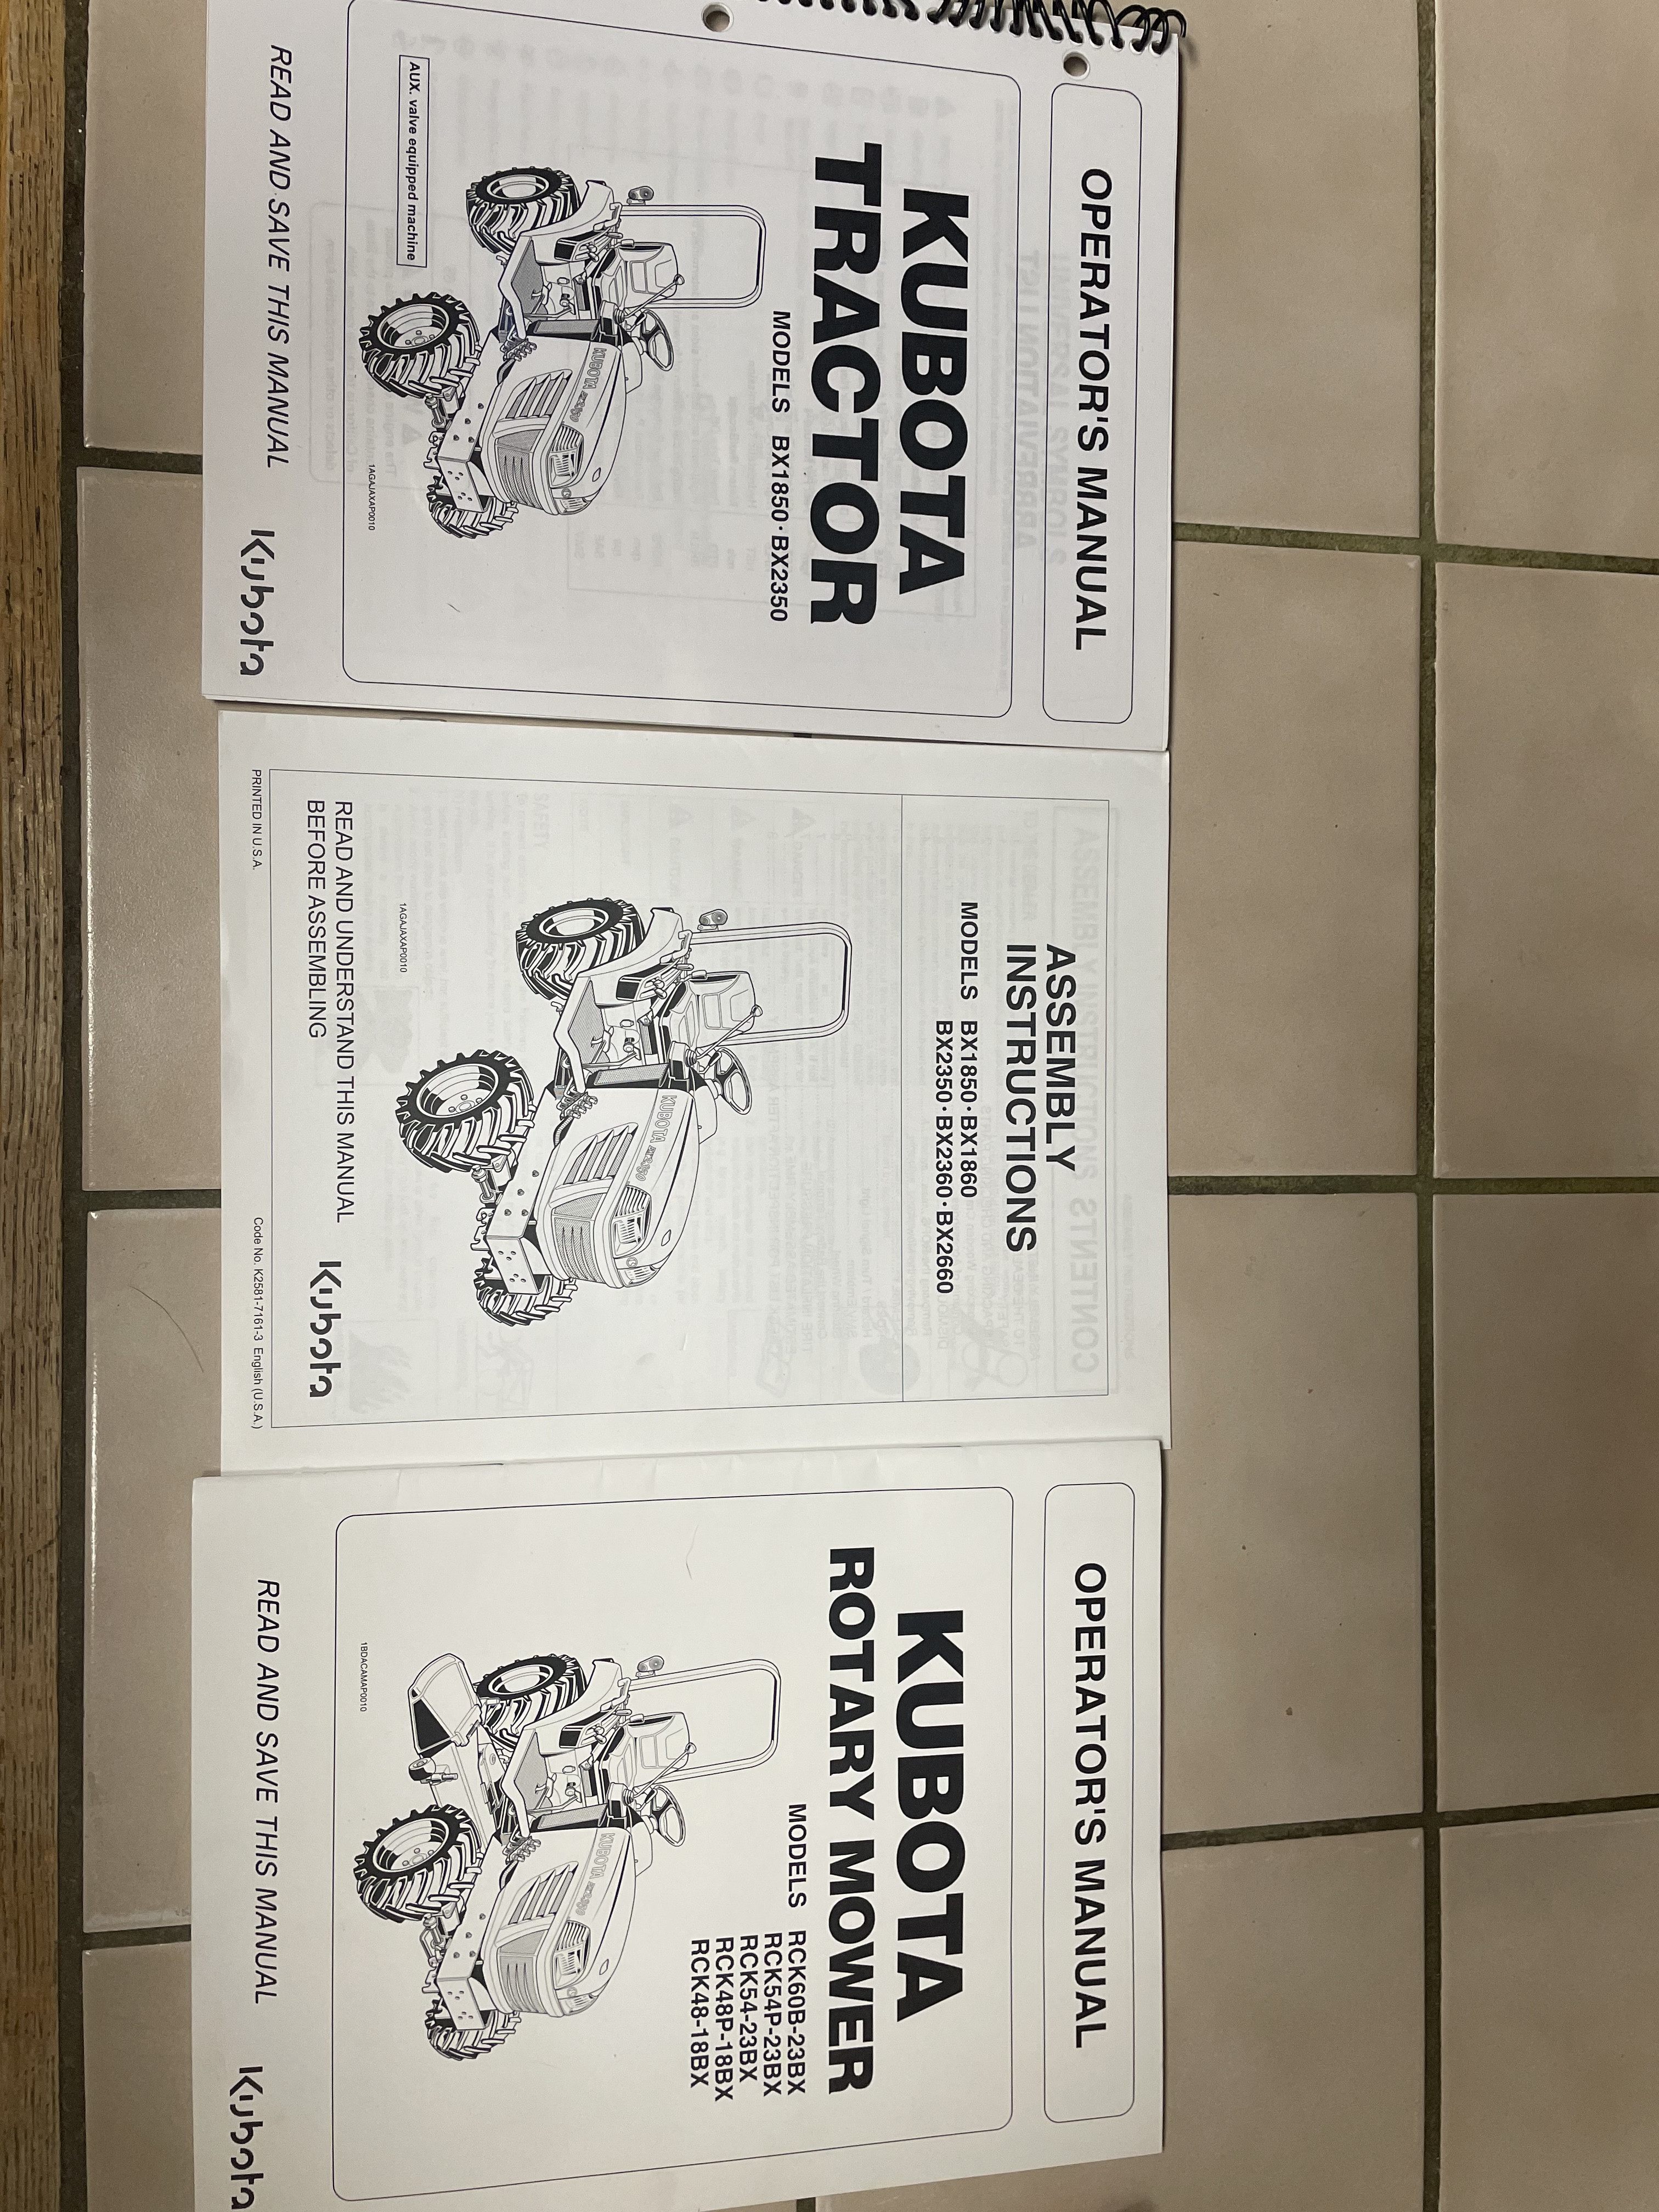 OPERATOR'S MANUAL
KUBOTA
TRACTOR
MODELS BX1850·BX2350
KUBOTA
AUX. valve equipped machine
1AGAJAXAP0010
READ AND SAVE THIS MANUAL
Kubota
ASSEMBLY
INSTRUCTIONS
MODELS BX1850·BX1860
BX2350·BX2360·BX2660
KUBOTA
1AGAJAXAP0010
READ AND UNDERSTAND THIS MANUAL
BEFORE ASSEMBLING
Kubota
PRINTED IN U.S.A.
Code No. K2581-7161-3 English (U.S.A.)
OPERATOR'S MANUAL
KUBOTA
ROTARY MOWER
MODELS RCK60B-23BX
RCK54P-23BX
RCK54-23BX
RCK48P-18BX
RCK48-18BX
KUBOTA
1BDACAMAP0010
READ AND SAVE THIS MANUAL
Kubota